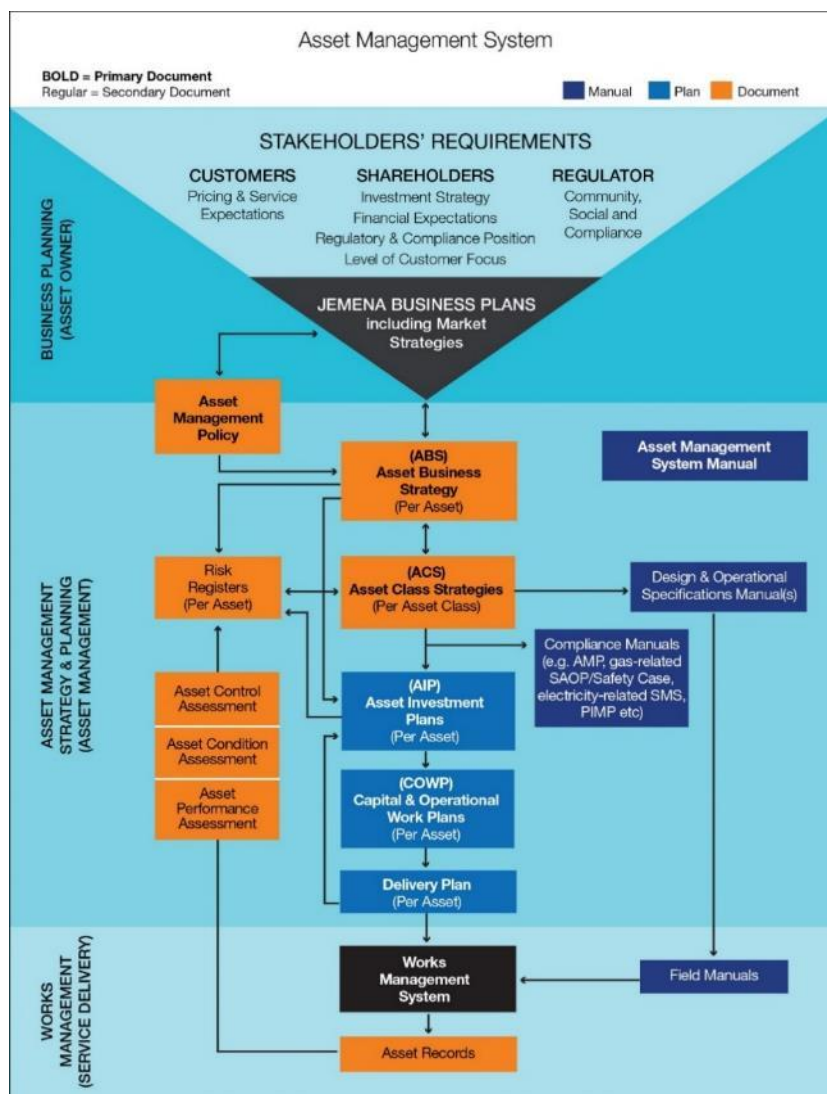 Asset Management System
BOLD = Primary Document
Regular = Secondary Document
Manual
Plan
Document
STAKEHOLDERS' REQUIREMENTS
CUSTOMERS
Pricing & Service
Expectations
SHAREHOLDERS
Investment Strategy
Financial Expectations
Regulatory & Compliance Position
Level of Customer Focus
REGULATOR
Community,
Social and
Compliance
BUSINESS PLANNING
(ASSET OWNER)
JEMENA BUSINESS PLANS
including Market
Strategies
Asset
Management
Policy
(ABS)
Asset Business
Strategy
(Per Asset)
Asset Management
System Manual
ASSET MANAGEMENT
STRATEGY & PLANNING
(ASSET MANAGEMENT)
Risk
Registers
(Per Asset)
(ACS)
Asset Class Strategies
(Per Asset Class)
Design & Operational
Specifications Manual(s)
Compliance Manuals
(e.g. AMP, gas-related
SAOP/Safety Case,
electricity-related SMS,
PIMP etc)
Asset Control
Assessment
Asset Condition
Assessment
Asset
Performance
Assessment
(AIP)
Asset Investment
Plans
(Per Asset)
(COWP)
Capital & Operational
Work Plans
(Per Asset)
Delivery Plan
(Per Asset)
WORKS
MANAGEMENT
(SERVICE DELIVERY)
Works
Management
System
Field Manuals
Asset Records